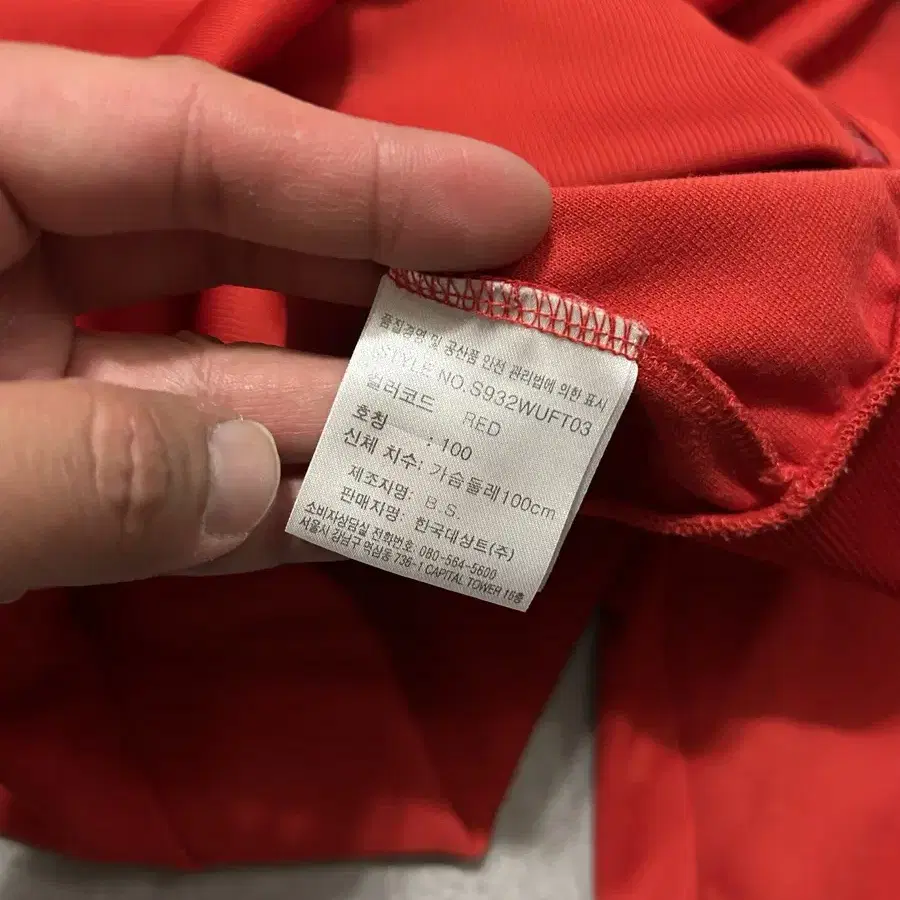 품질경영 및 공산품 안전 관리법에 의한 표시
STYLE NO.S932WUFT03
컬러코드 RED
호칭 : 100
신체 치수: 가슴둘레100cm
제조자명: B.S.
판매자명: 한국대상트(주)
소비자상담실 전화번호: 080-564-5600
서울시 강남구 역삼동 736-1 CAPITAL TOWER 16층